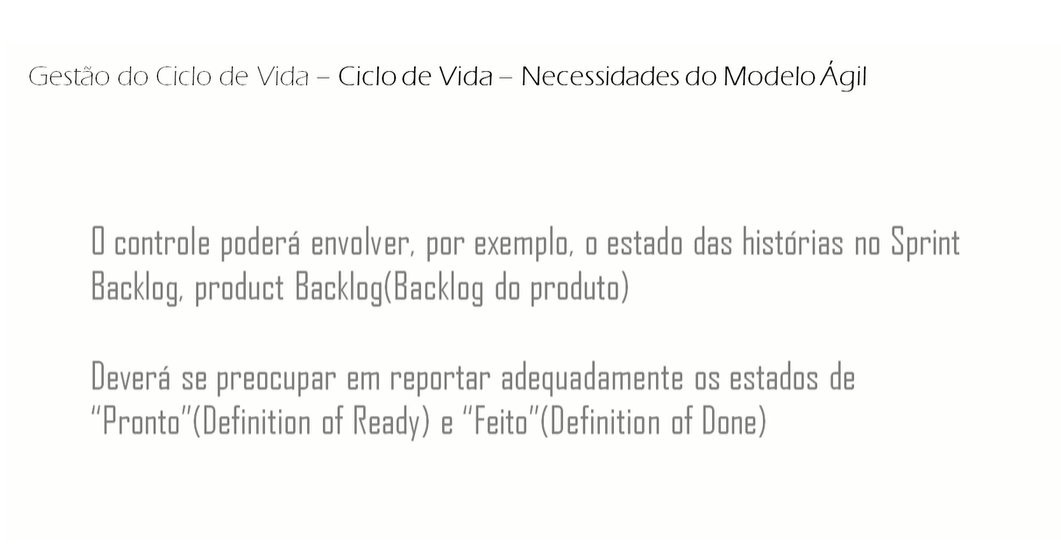 Gestão do Ciclo de Vida – Ciclo de Vida – Necessidades do Modelo Ágil
O controle poderá envolver, por exemplo, o estado das histórias no Sprint
Backlog, product Backlog(Backlog do produto)
Deverá se preocupar em reportar adequadamente os estados de
“Pronto”(Definition of Ready) e “Feito”(Definition of Done)